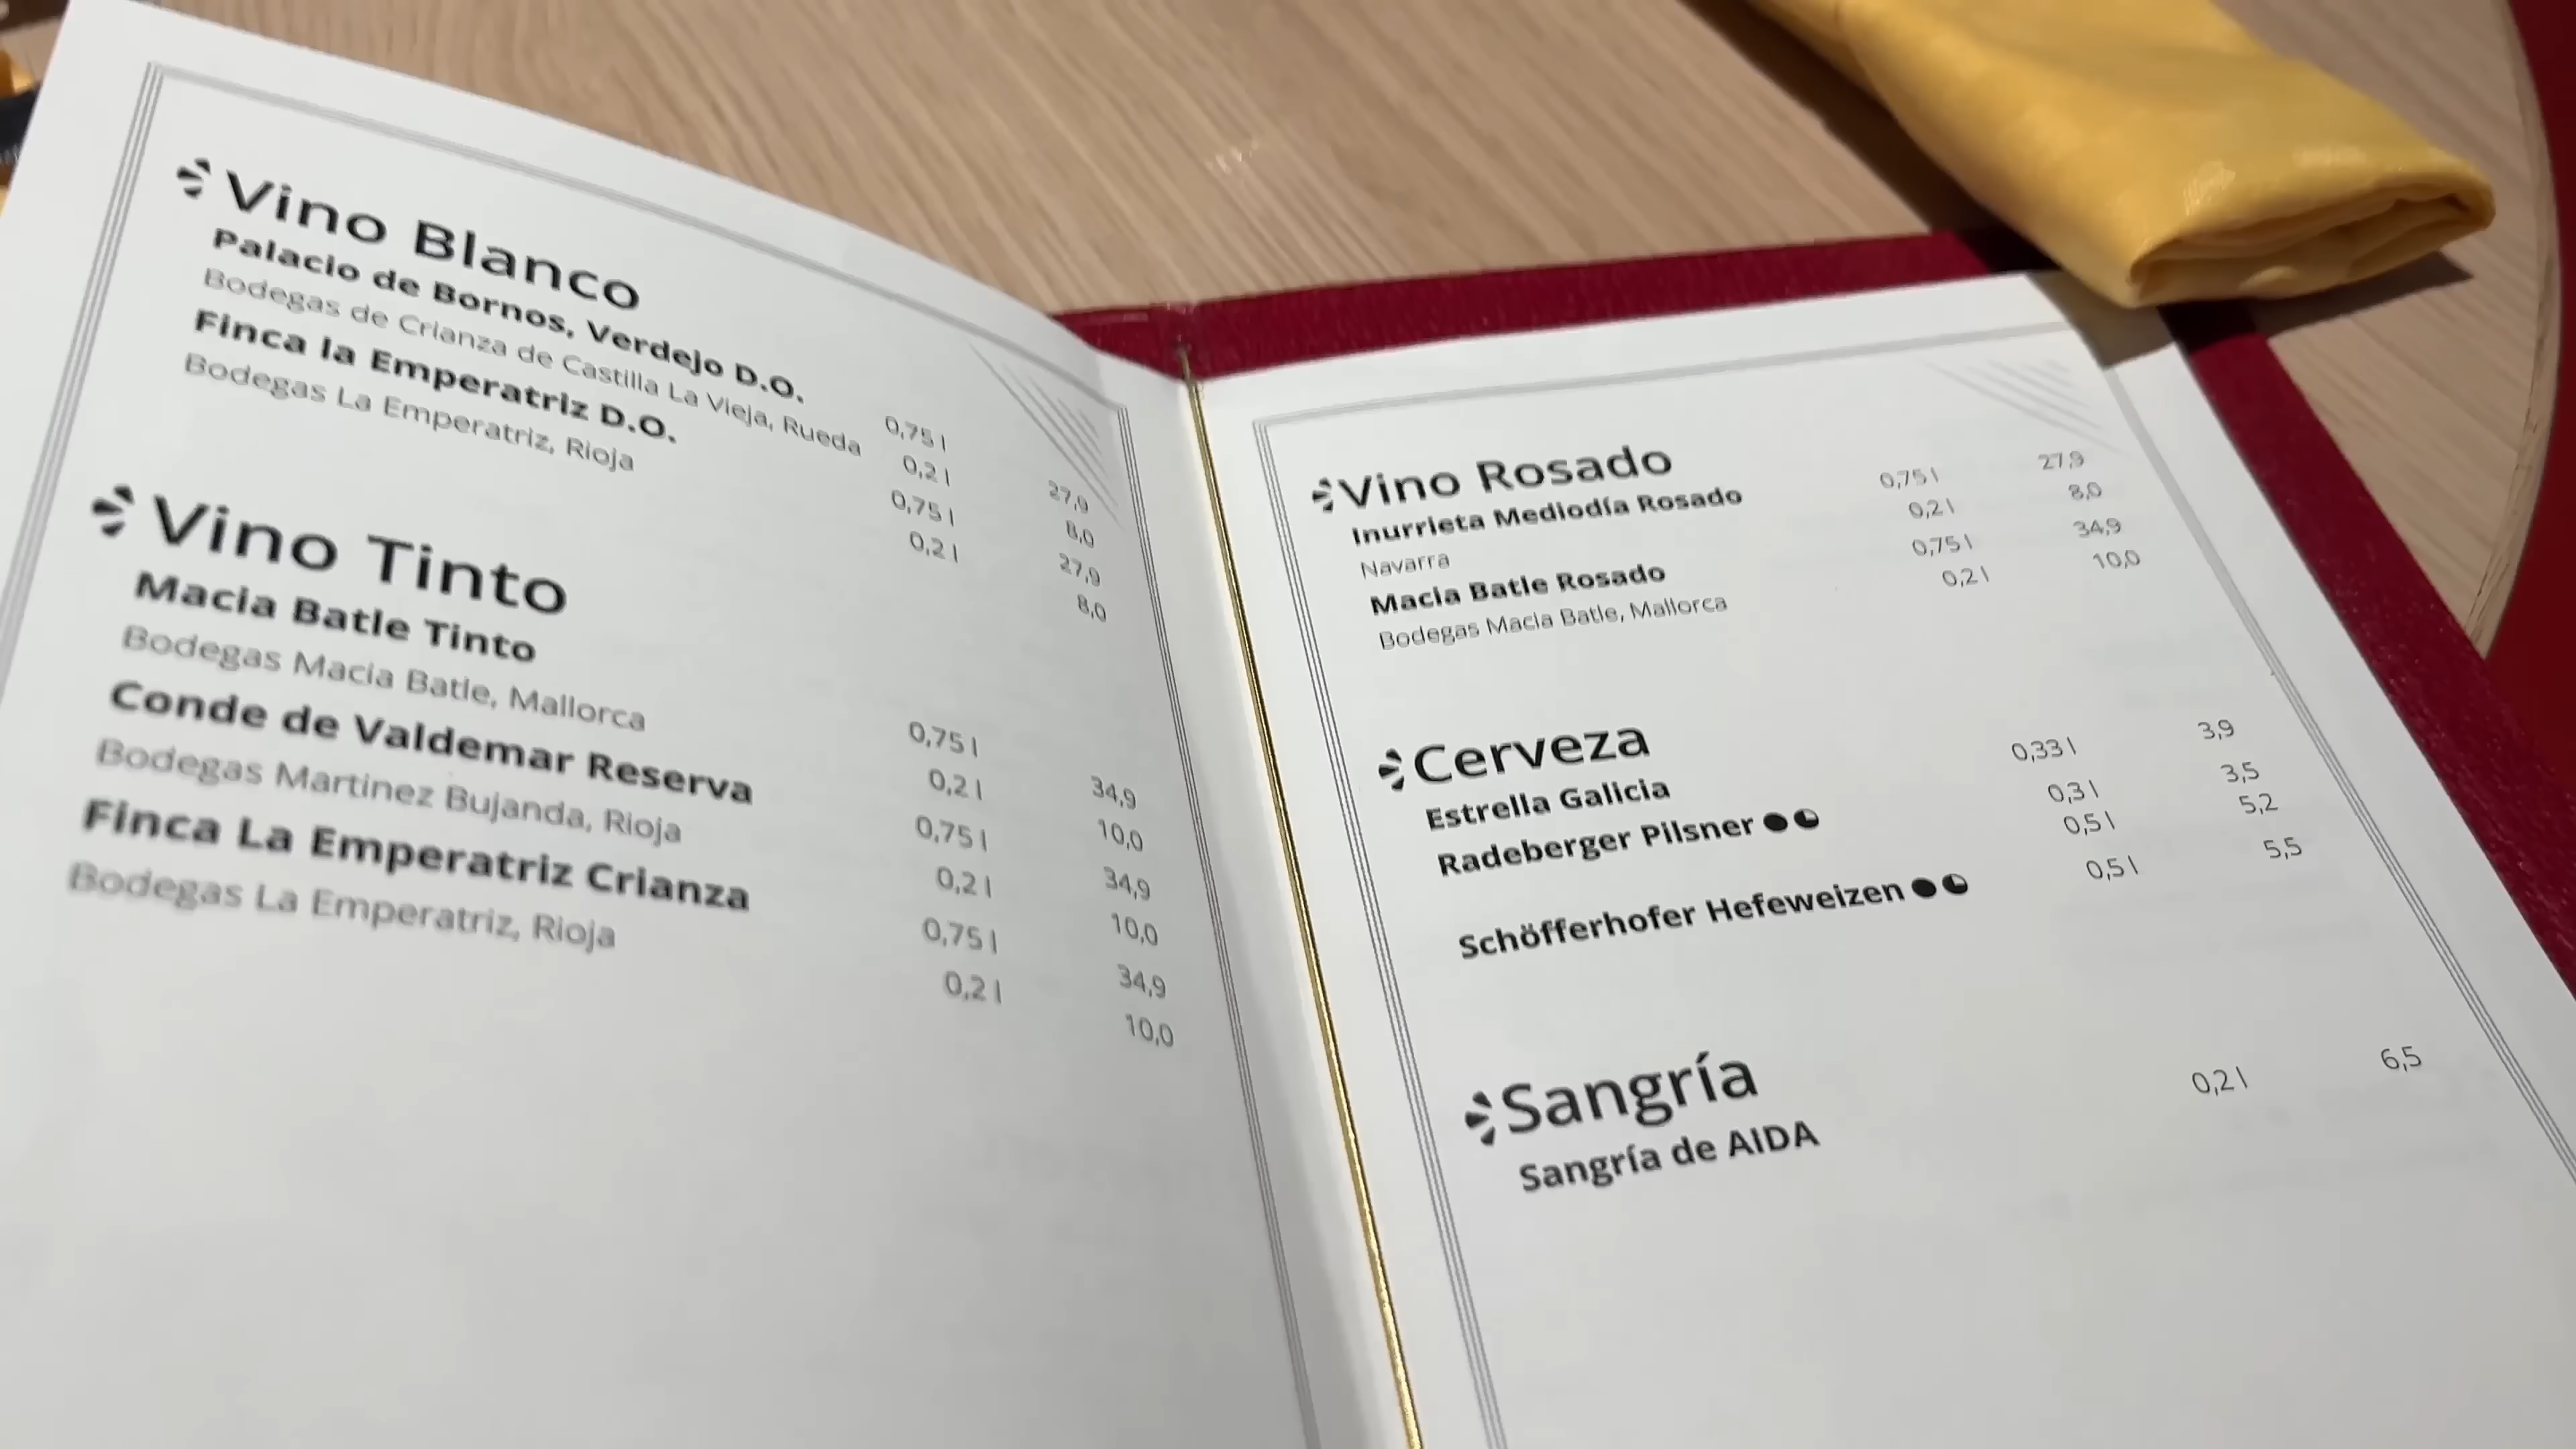 Vino Blanco
Palacio de Bornos, Verdejo D.O. 0,75 l 27,9
Bodegas de Crianza de Castilla La Vieja, Rueda 0,2 l 8,0
Finca la Emperatriz D.O. 0,75 l 27,9
Bodegas La Emperatriz, Rioja 0,2 l 8,0
Vino Tinto
Macia Batle Tinto 0,75 l 34,9
Bodegas Macia Batle, Mallorca 0,2 l 10,0
Conde de Valdemar Reserva 0,75 l 34,9
Bodegas Martinez Bujanda, Rioja 0,2 l 10,0
Finca La Emperatriz Crianza 0,75 l 34,9
Bodegas La Emperatriz, Rioja 0,2 l 10,0
Vino Rosado
Inurrieta Mediodía Rosado 0,75 l 27,9
Navarra 0,2 l 8,0
Macia Batle Rosado 0,75 l 34,9
Bodegas Macia Batle, Mallorca 0,2 l 10,0
Cerveza
Estrella Galicia 0,33 l 3,9
Radeberger Pilsner 0,3 l 3,5
0,5 l 5,2
Schöfferhofer Hefeweizen 0,5 l 5,5
Sangría
Sangría de AIDA 0,2 l 6,5